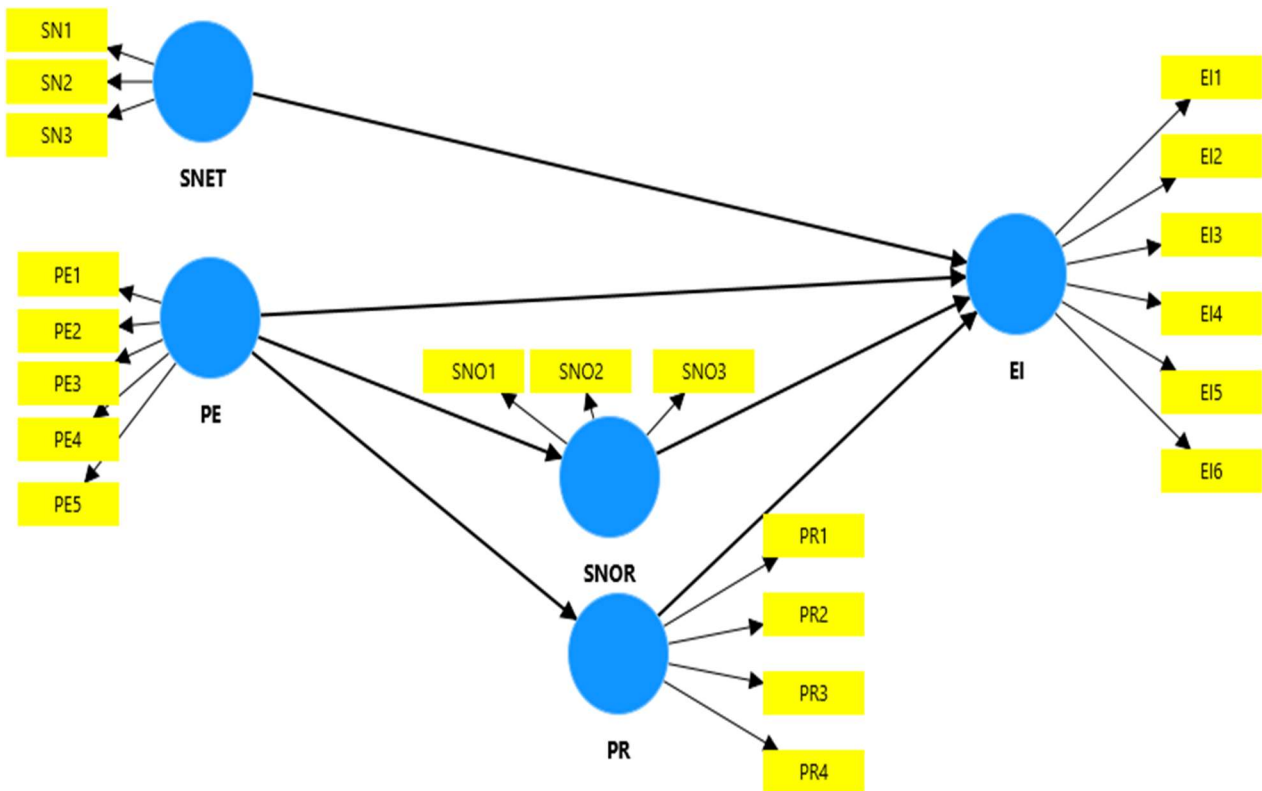 SN1
SN2
SN3
SNET
PE1
PE2
PE3
PE4
PE5
PE
SNO1 SNO2 SNO3
SNOR
PR1
PR2
PR3
PR4
PR
EI1
EI2
EI3
EI4
EI5
EI6
EI